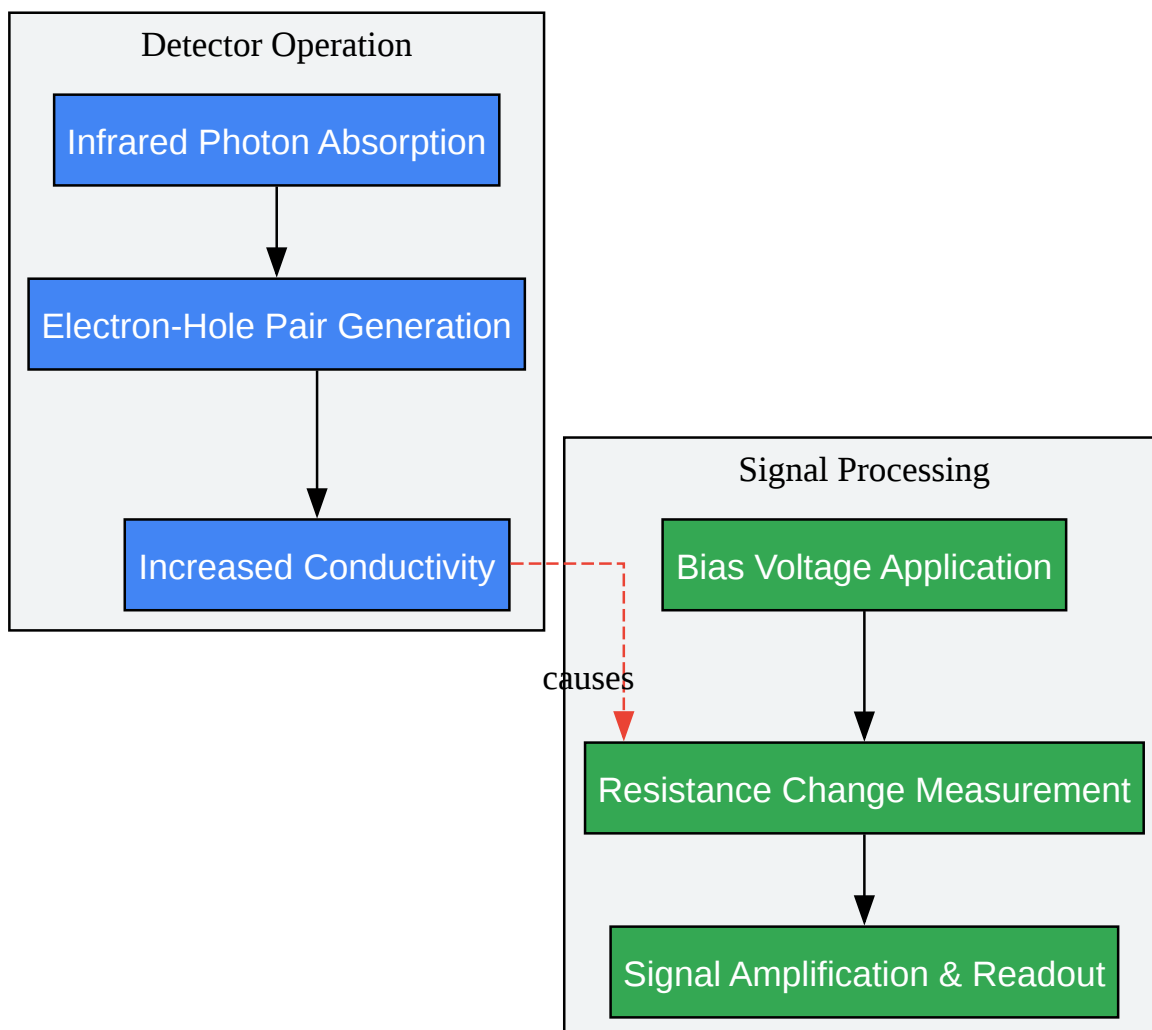 Detector Operation
Infrared Photon Absorption
Electron-Hole Pair Generation
Increased Conductivity
causes
Signal Processing
Bias Voltage Application
Resistance Change Measurement
Signal Amplification & Readout